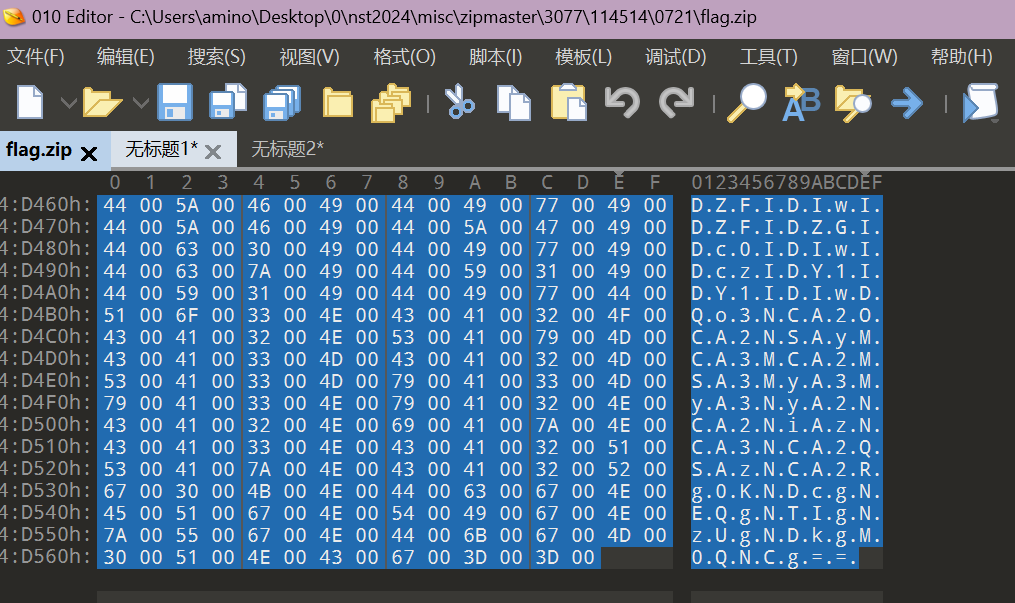 010 Editor - C:\Users\amino\Desktop\0\nst2024\misc\zipmaster\3077\114514\0721\flag.zip
文件(F) 编辑(E) 搜索(S) 视图(V) 格式(O) 脚本(I) 模板(L) 调试(D) 工具(T) 窗口(W) 帮助(H)
flag.zip 无标题1* 无标题2*
0 1 2 3 4 5 6 7 8 9 A B C D E F 0123456789ABCDEF
4:D460h: 44 00 5A 00 46 00 49 00 44 00 49 00 77 00 49 00 D.Z.F.I.D.I.w.I.
4:D470h: 44 00 5A 00 46 00 49 00 44 00 5A 00 47 00 49 00 D.Z.F.I.D.Z.G.I.
4:D480h: 44 00 63 00 30 00 49 00 44 00 49 00 77 00 49 00 D.c.0.I.D.I.w.I.
4:D490h: 44 00 63 00 7A 00 49 00 44 00 59 00 31 00 49 00 D.c.z.I.D.Y.1.I.
4:D4A0h: 44 00 59 00 31 00 49 00 44 00 49 00 77 00 44 00 D.Y.1.I.D.I.w.D.
4:D4B0h: 51 00 6F 00 33 00 4E 00 43 00 41 00 32 00 4F 00 Q.o.3.N.C.A.2.O.
4:D4C0h: 43 00 41 00 32 00 4E 00 53 00 41 00 79 00 4D 00 C.A.2.N.S.A.y.M.
4:D4D0h: 43 00 41 00 33 00 4D 00 43 00 41 00 32 00 4D 00 C.A.3.M.C.A.2.M.
4:D4E0h: 53 00 41 00 33 00 4D 00 79 00 41 00 33 00 4D 00 S.A.3.M.y.A.3.M.
4:D4F0h: 79 00 41 00 33 00 4E 00 79 00 41 00 32 00 4E 00 y.A.3.N.y.A.2.N.
4:D500h: 43 00 41 00 32 00 4E 00 69 00 41 00 7A 00 4E 00 C.A.2.N.i.A.z.N.
4:D510h: 43 00 41 00 33 00 4E 00 43 00 41 00 32 00 51 00 C.A.3.N.C.A.2.Q.
4:D520h: 53 00 41 00 7A 00 4E 00 43 00 41 00 32 00 52 00 S.A.z.N.C.A.2.R.
4:D530h: 67 00 30 00 4B 00 4E 00 44 00 63 00 67 00 4E 00 g.0.K.N.D.c.g.N.
4:D540h: 45 00 51 00 67 00 4E 00 54 00 49 00 67 00 4E 00 E.Q.g.N.T.I.g.N.
4:D550h: 7A 00 55 00 67 00 4E 00 44 00 6B 00 67 00 4D 00 z.U.g.N.D.k.g.M.
4:D560h: 30 00 51 00 4E 00 43 00 67 00 3D 00 3D 00 0.Q.N.C.g.=.=.